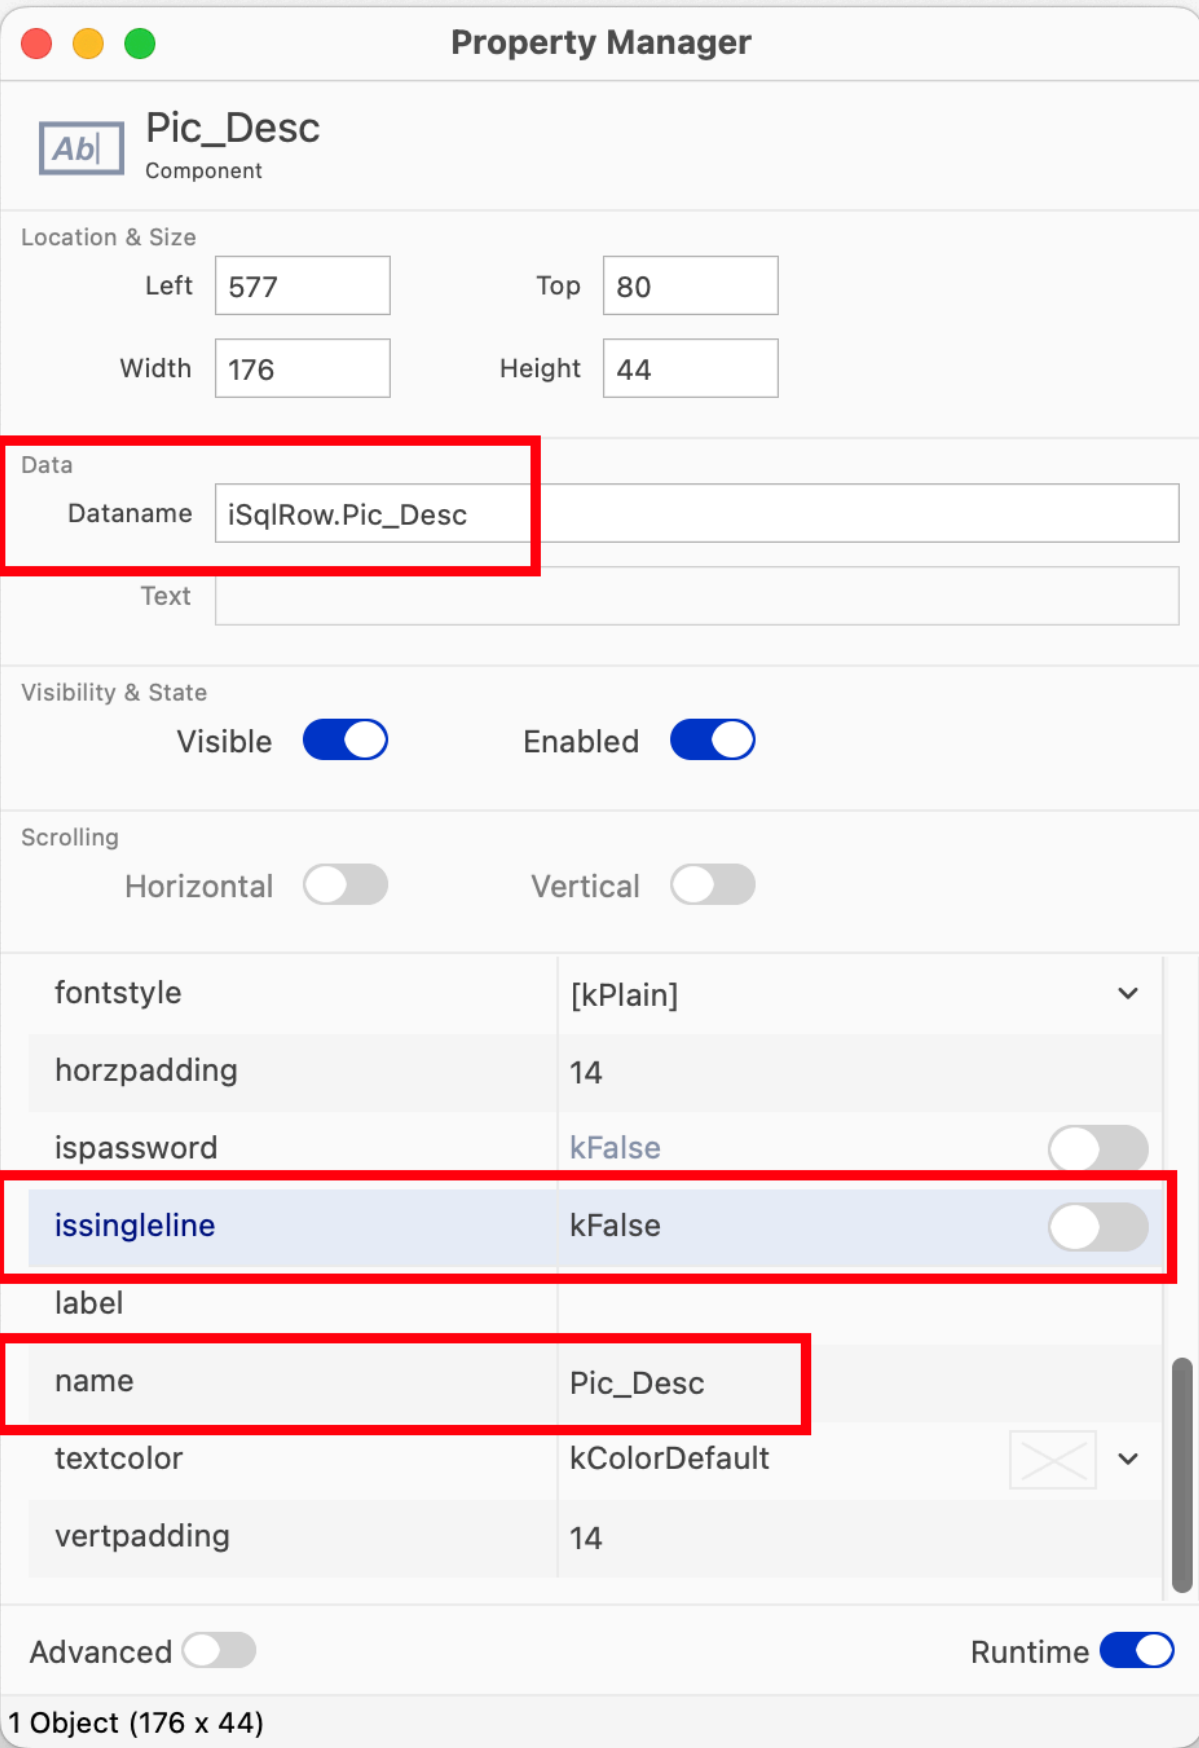 Property Manager
Ab
Pic_Desc
Component
Location & Size
Left 577 Top 80
Width 176 Height 44
Data
Dataname iSqlRow.Pic_Desc
Text
Visibility & State
Visible Enabled
Scrolling
Horizontal Vertical
fontstyle [kPlain]
horzpadding 14
ispassword kFalse
issingleline kFalse
label
name Pic_Desc
textcolor kColorDefault
vertpadding 14
Advanced Runtime
1 Object (176 x 44)